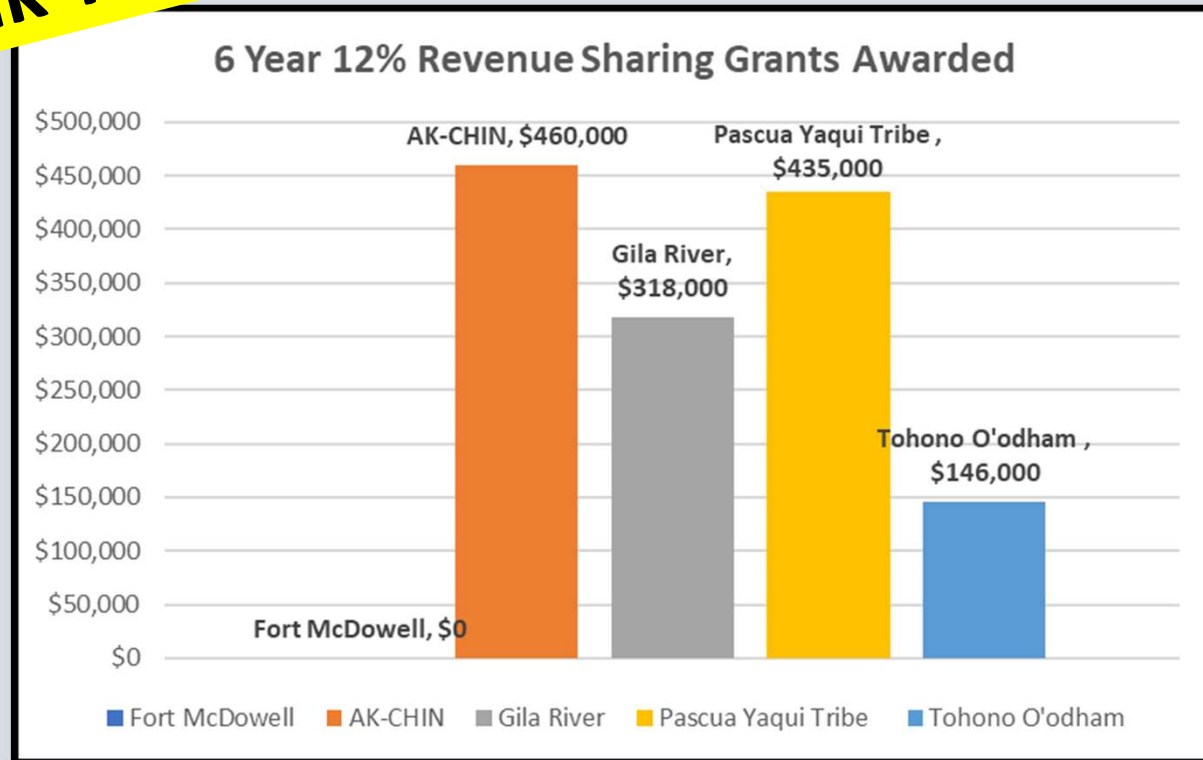 6 Year 12% Revenue Sharing Grants Awarded
$500,000
$450,000
$400,000
$350,000
$300,000
$250,000
$200,000
$150,000
$100,000
$50,000
$0
AK-CHIN, $460,000
Pascua Yaqui Tribe ,
$435,000
Gila River,
$318,000
Tohono O'odham ,
$146,000
Fort McDowell, $0
Fort McDowell
AK-CHIN
Gila River
Pascua Yaqui Tribe
Tohono O'odham